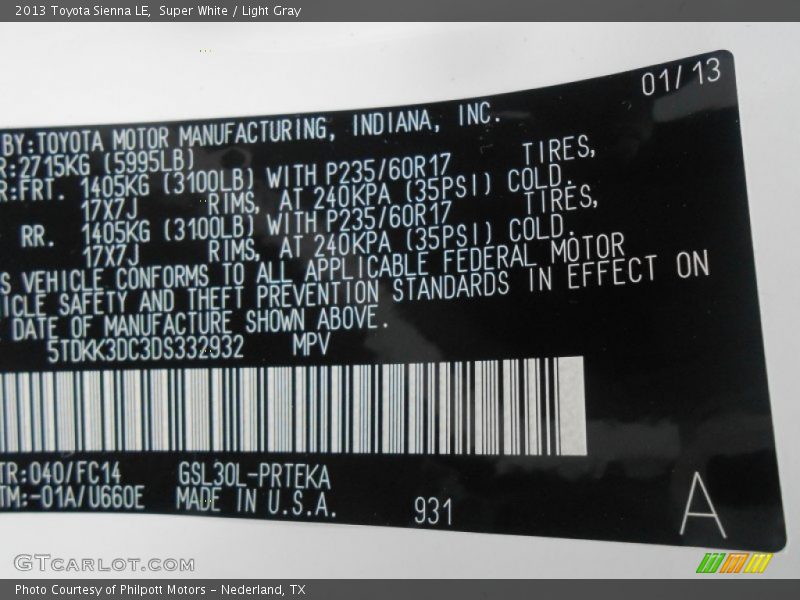 2013 Toyota Sienna LE, Super White / Light Gray
01/13
BY:TOYOTA MOTOR MANUFACTURING, INDIANA, INC.
R:2715KG (5995LB)
R:FRT. 1405KG (3100LB) WITH P235/60R17 TIRES,
17X7J RIMS, AT 240KPA (35PSI) COLD.
RR. 1405KG (3100LB) WITH P235/60R17 TIRES,
17X7J RIMS, AT 240KPA (35PSI) COLD.
S VEHICLE CONFORMS TO ALL APPLICABLE FEDERAL MOTOR
ICLE SAFETY AND THEFT PREVENTION STANDARDS IN EFFECT ON
DATE OF MANUFACTURE SHOWN ABOVE.
5TDKK3DC3DS332932 MPV
TR:040/FC14 GSL30L-PRTEKA
TM:-01A/U660E MADE IN U.S.A. 931
A
GTCARLOT.COM
Photo Courtesy of Philpott Motors - Nederland, TX